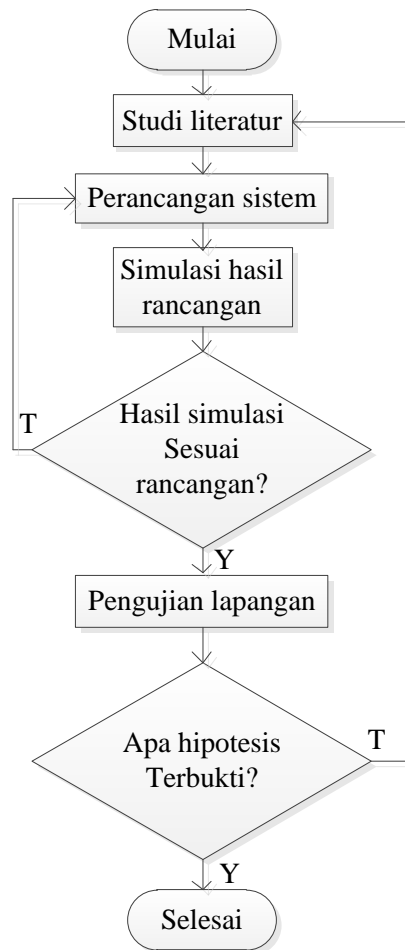 Mulai
Studi literatur
Perancangan sistem
Simulasi hasil
rancangan
Hasil simulasi
Sesuai
rancangan?
T
Y
Pengujian lapangan
Apa hipotesis
Terbukti?
T
Y
Selesai